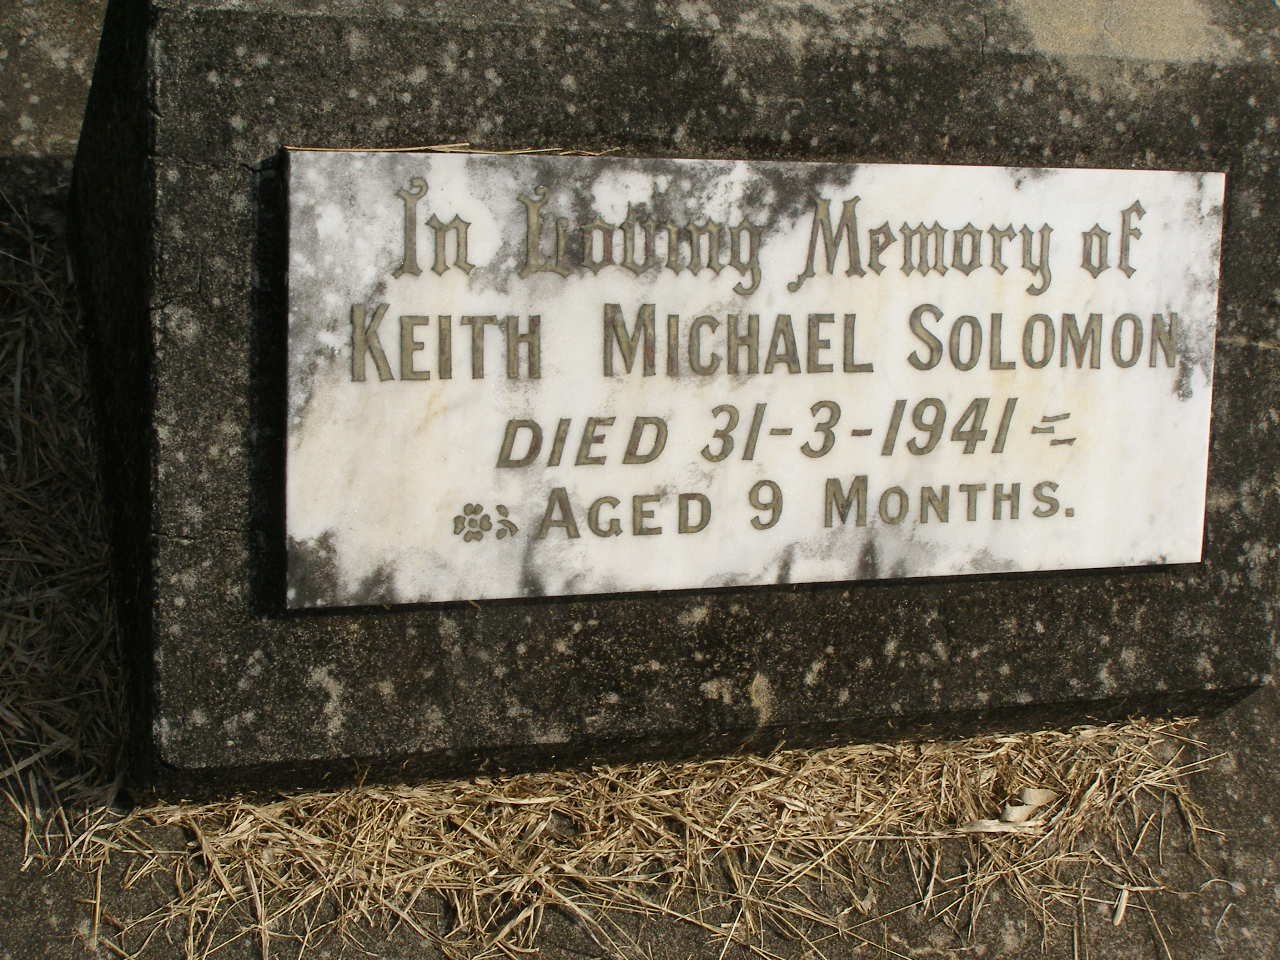 In Loving Memory of
KEITH MICHAEL SOLOMON
DIED 31-3-1941
AGED 9 MONTHS.